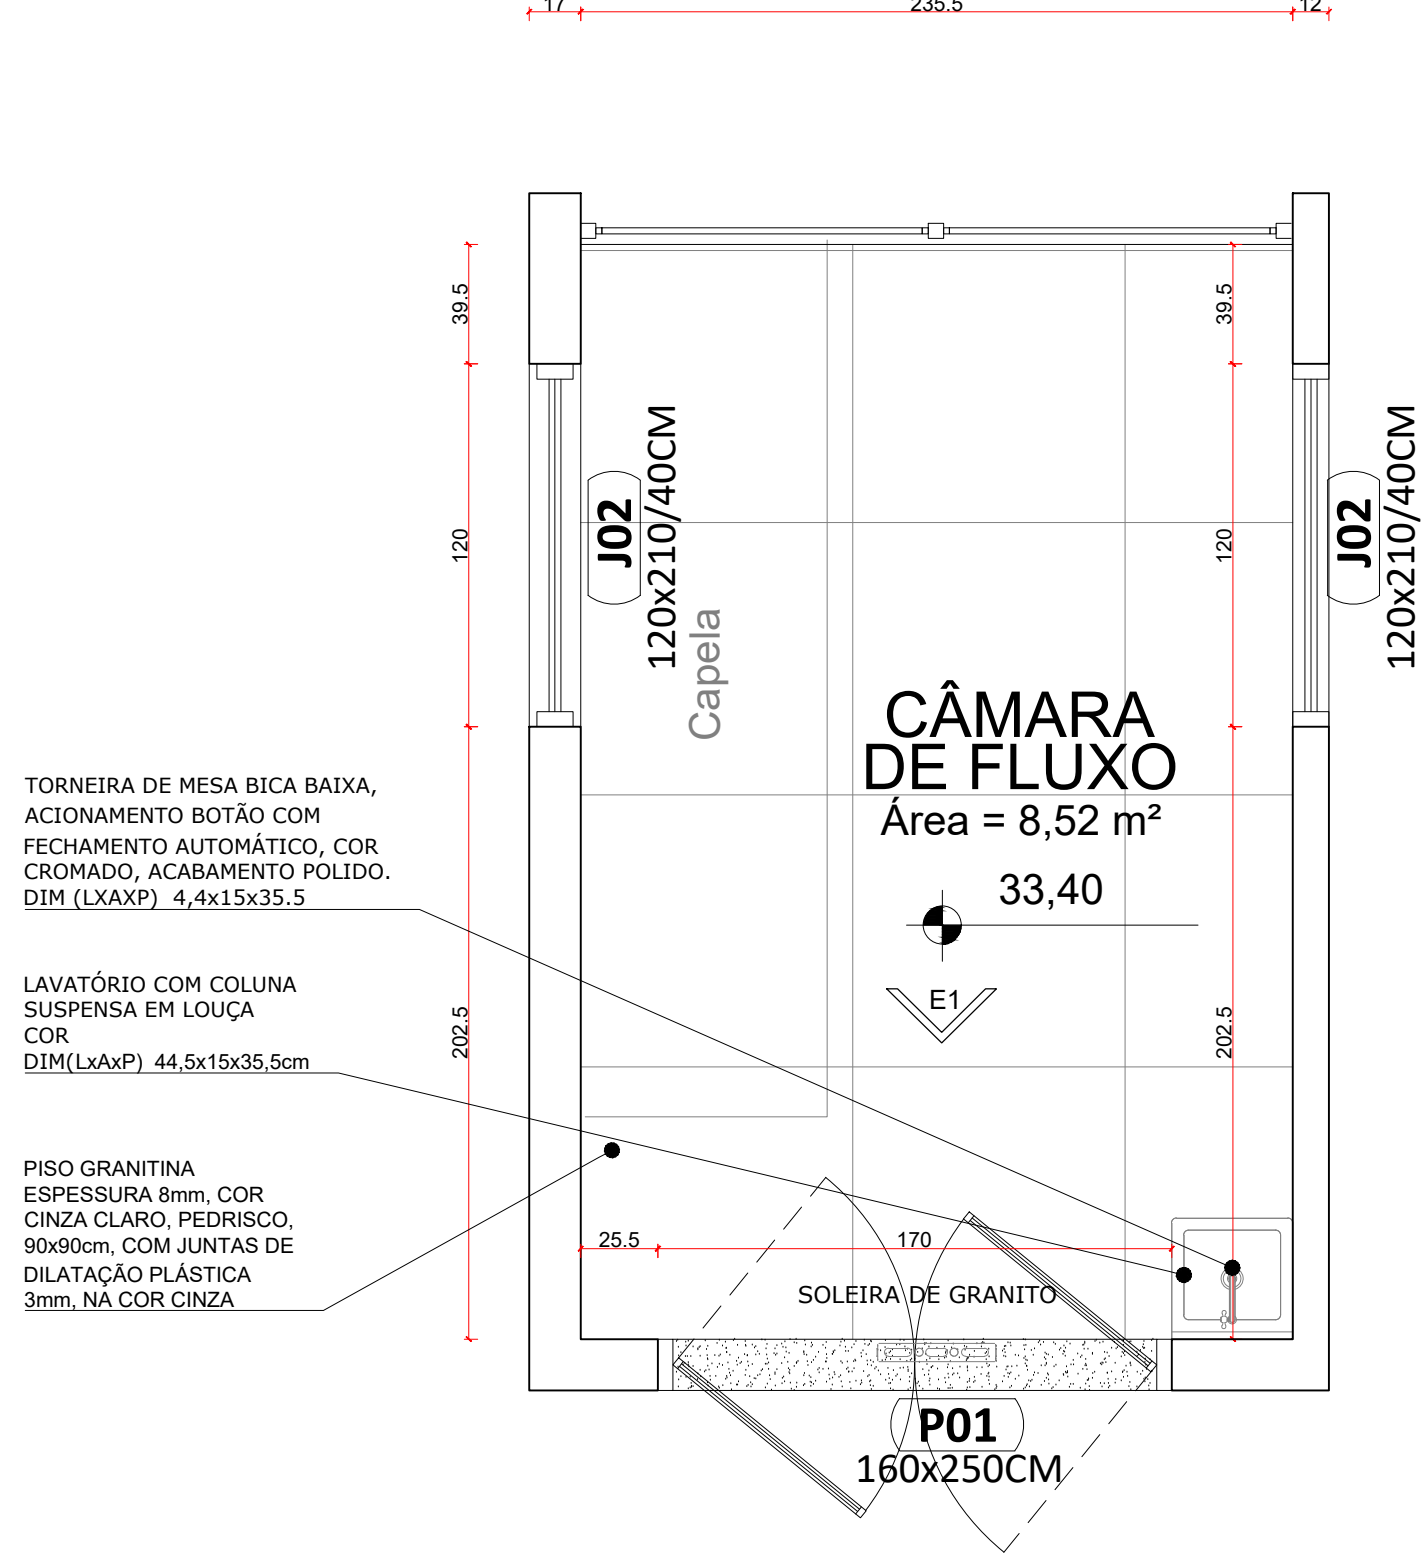 17
235.5
12
39.5
39.5
120
J02
120x210/40CM
120
J02
120x210/40CM
Capela
CÂMARA
DE FLUXO
Área = 8,52 m²
33,40
E1
TORNEIRA DE MESA BICA BAIXA,
ACIONAMENTO BOTÃO COM
FECHAMENTO AUTOMÁTICO, COR
CROMADO, ACABAMENTO POLIDO.
DIM (LXAXP) 4,4x15x35.5
LAVATÓRIO COM COLUNA
SUSPENSA EM LOUÇA
COR
DIM(LxAxP) 44,5x15x35,5cm
202.5
202.5
PISO GRANITINA
ESPESSURA 8mm, COR
CINZA CLARO, PEDRISCO,
90x90cm, COM JUNTAS DE
DILATAÇÃO PLÁSTICA
3mm, NA COR CINZA
25.5
170
SOLEIRA DE GRANITO
P01
160x250CM